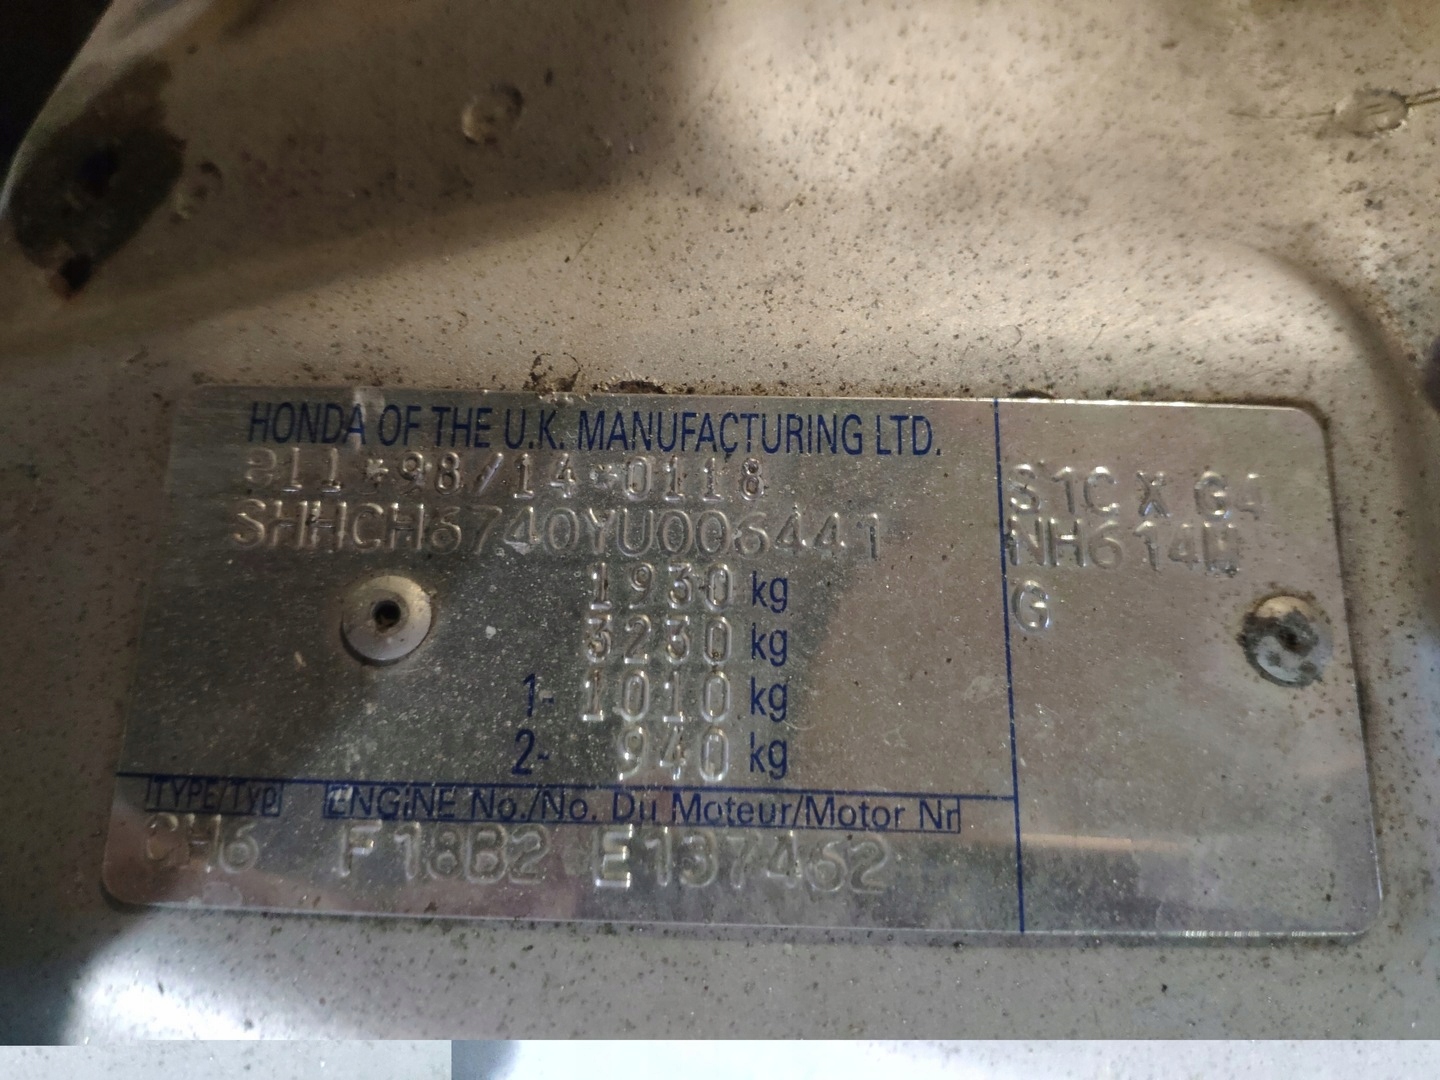 HONDA OF THE U.K. MANUFACTURING LTD.
e11*98/14*0118
SHHCH6740YU006441
1930 kg
3230 kg
1- 1010 kg
2- 940 kg
TYPE/Typ ENGINE No./No. Du Moteur/Motor Nr
CH6 F18B2 E137462
S1C X G4
NH614M
G